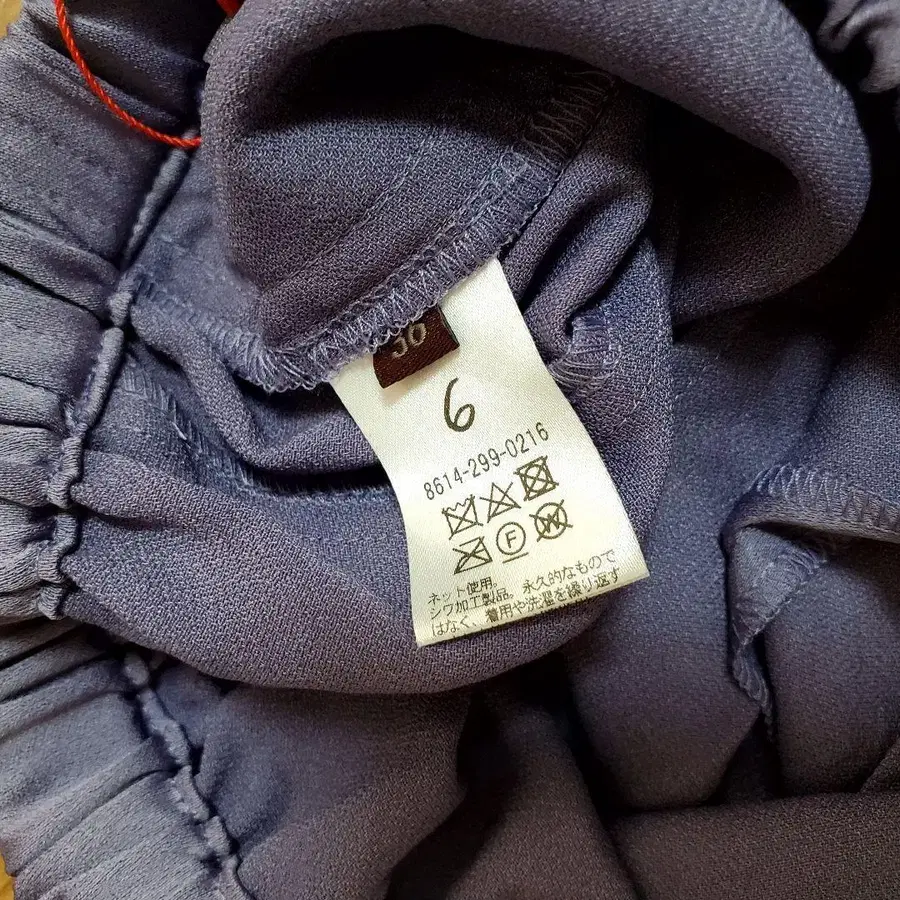 36
6
8614-299-0216
F
W
ネット使用。
シワ加工製品。永久的なもので
はなく、着用や洗濯を繰り返す